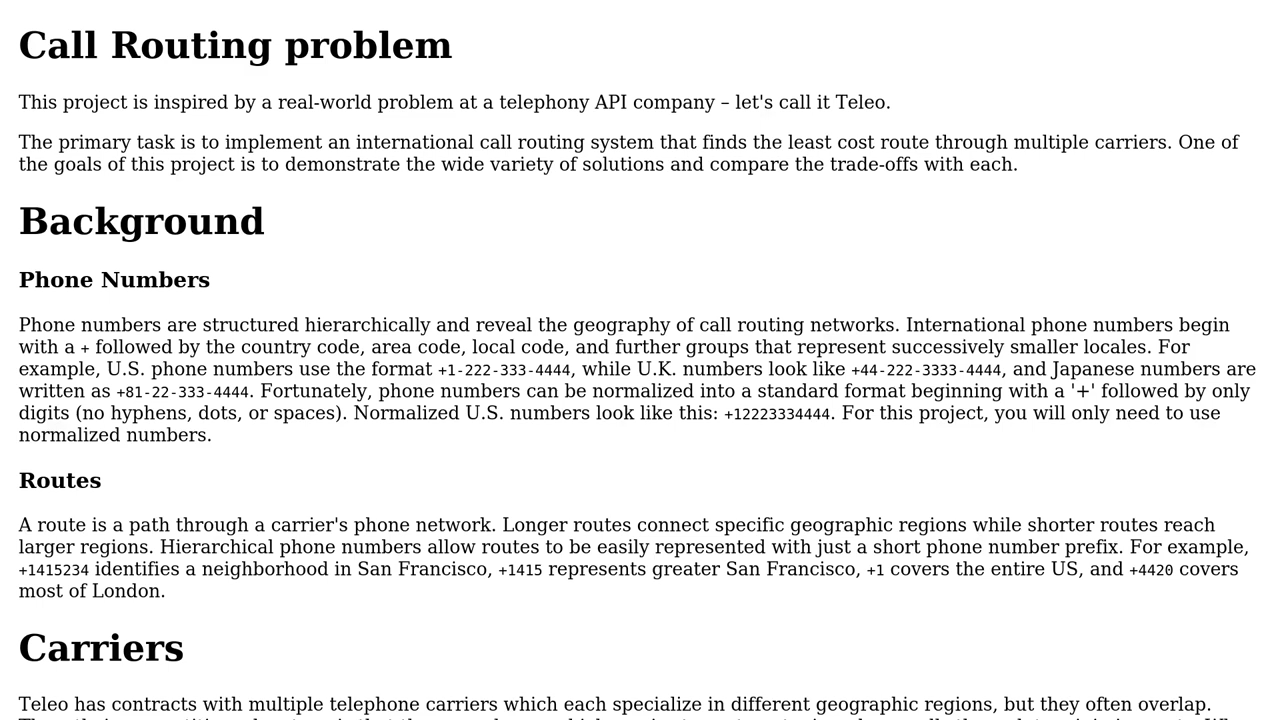 Call Routing problem
This project is inspired by a real-world problem at a telephony API company – let's call it Teleo.
The primary task is to implement an international call routing system that finds the least cost route through multiple carriers. One of
the goals of this project is to demonstrate the wide variety of solutions and compare the trade-offs with each.
Background
Phone Numbers
Phone numbers are structured hierarchically and reveal the geography of call routing networks. International phone numbers begin
with a + followed by the country code, area code, local code, and further groups that represent successively smaller locales. For
example, U.S. phone numbers use the format +1-222-333-4444, while U.K. numbers look like +44-222-3333-4444, and Japanese numbers are
written as +81-22-333-4444. Fortunately, phone numbers can be normalized into a standard format beginning with a '+' followed by only
digits (no hyphens, dots, or spaces). Normalized U.S. numbers look like this: +12223334444. For this project, you will only need to use
normalized numbers.
Routes
A route is a path through a carrier's phone network. Longer routes connect specific geographic regions while shorter routes reach
larger regions. Hierarchical phone numbers allow routes to be easily represented with just a short phone number prefix. For example,
+1415234 identifies a neighborhood in San Francisco, +1415 represents greater San Francisco, +1 covers the entire US, and +4420 covers
most of London.
Carriers
Teleo has contracts with multiple telephone carriers which each specialize in different geographic regions, but they often overlap.